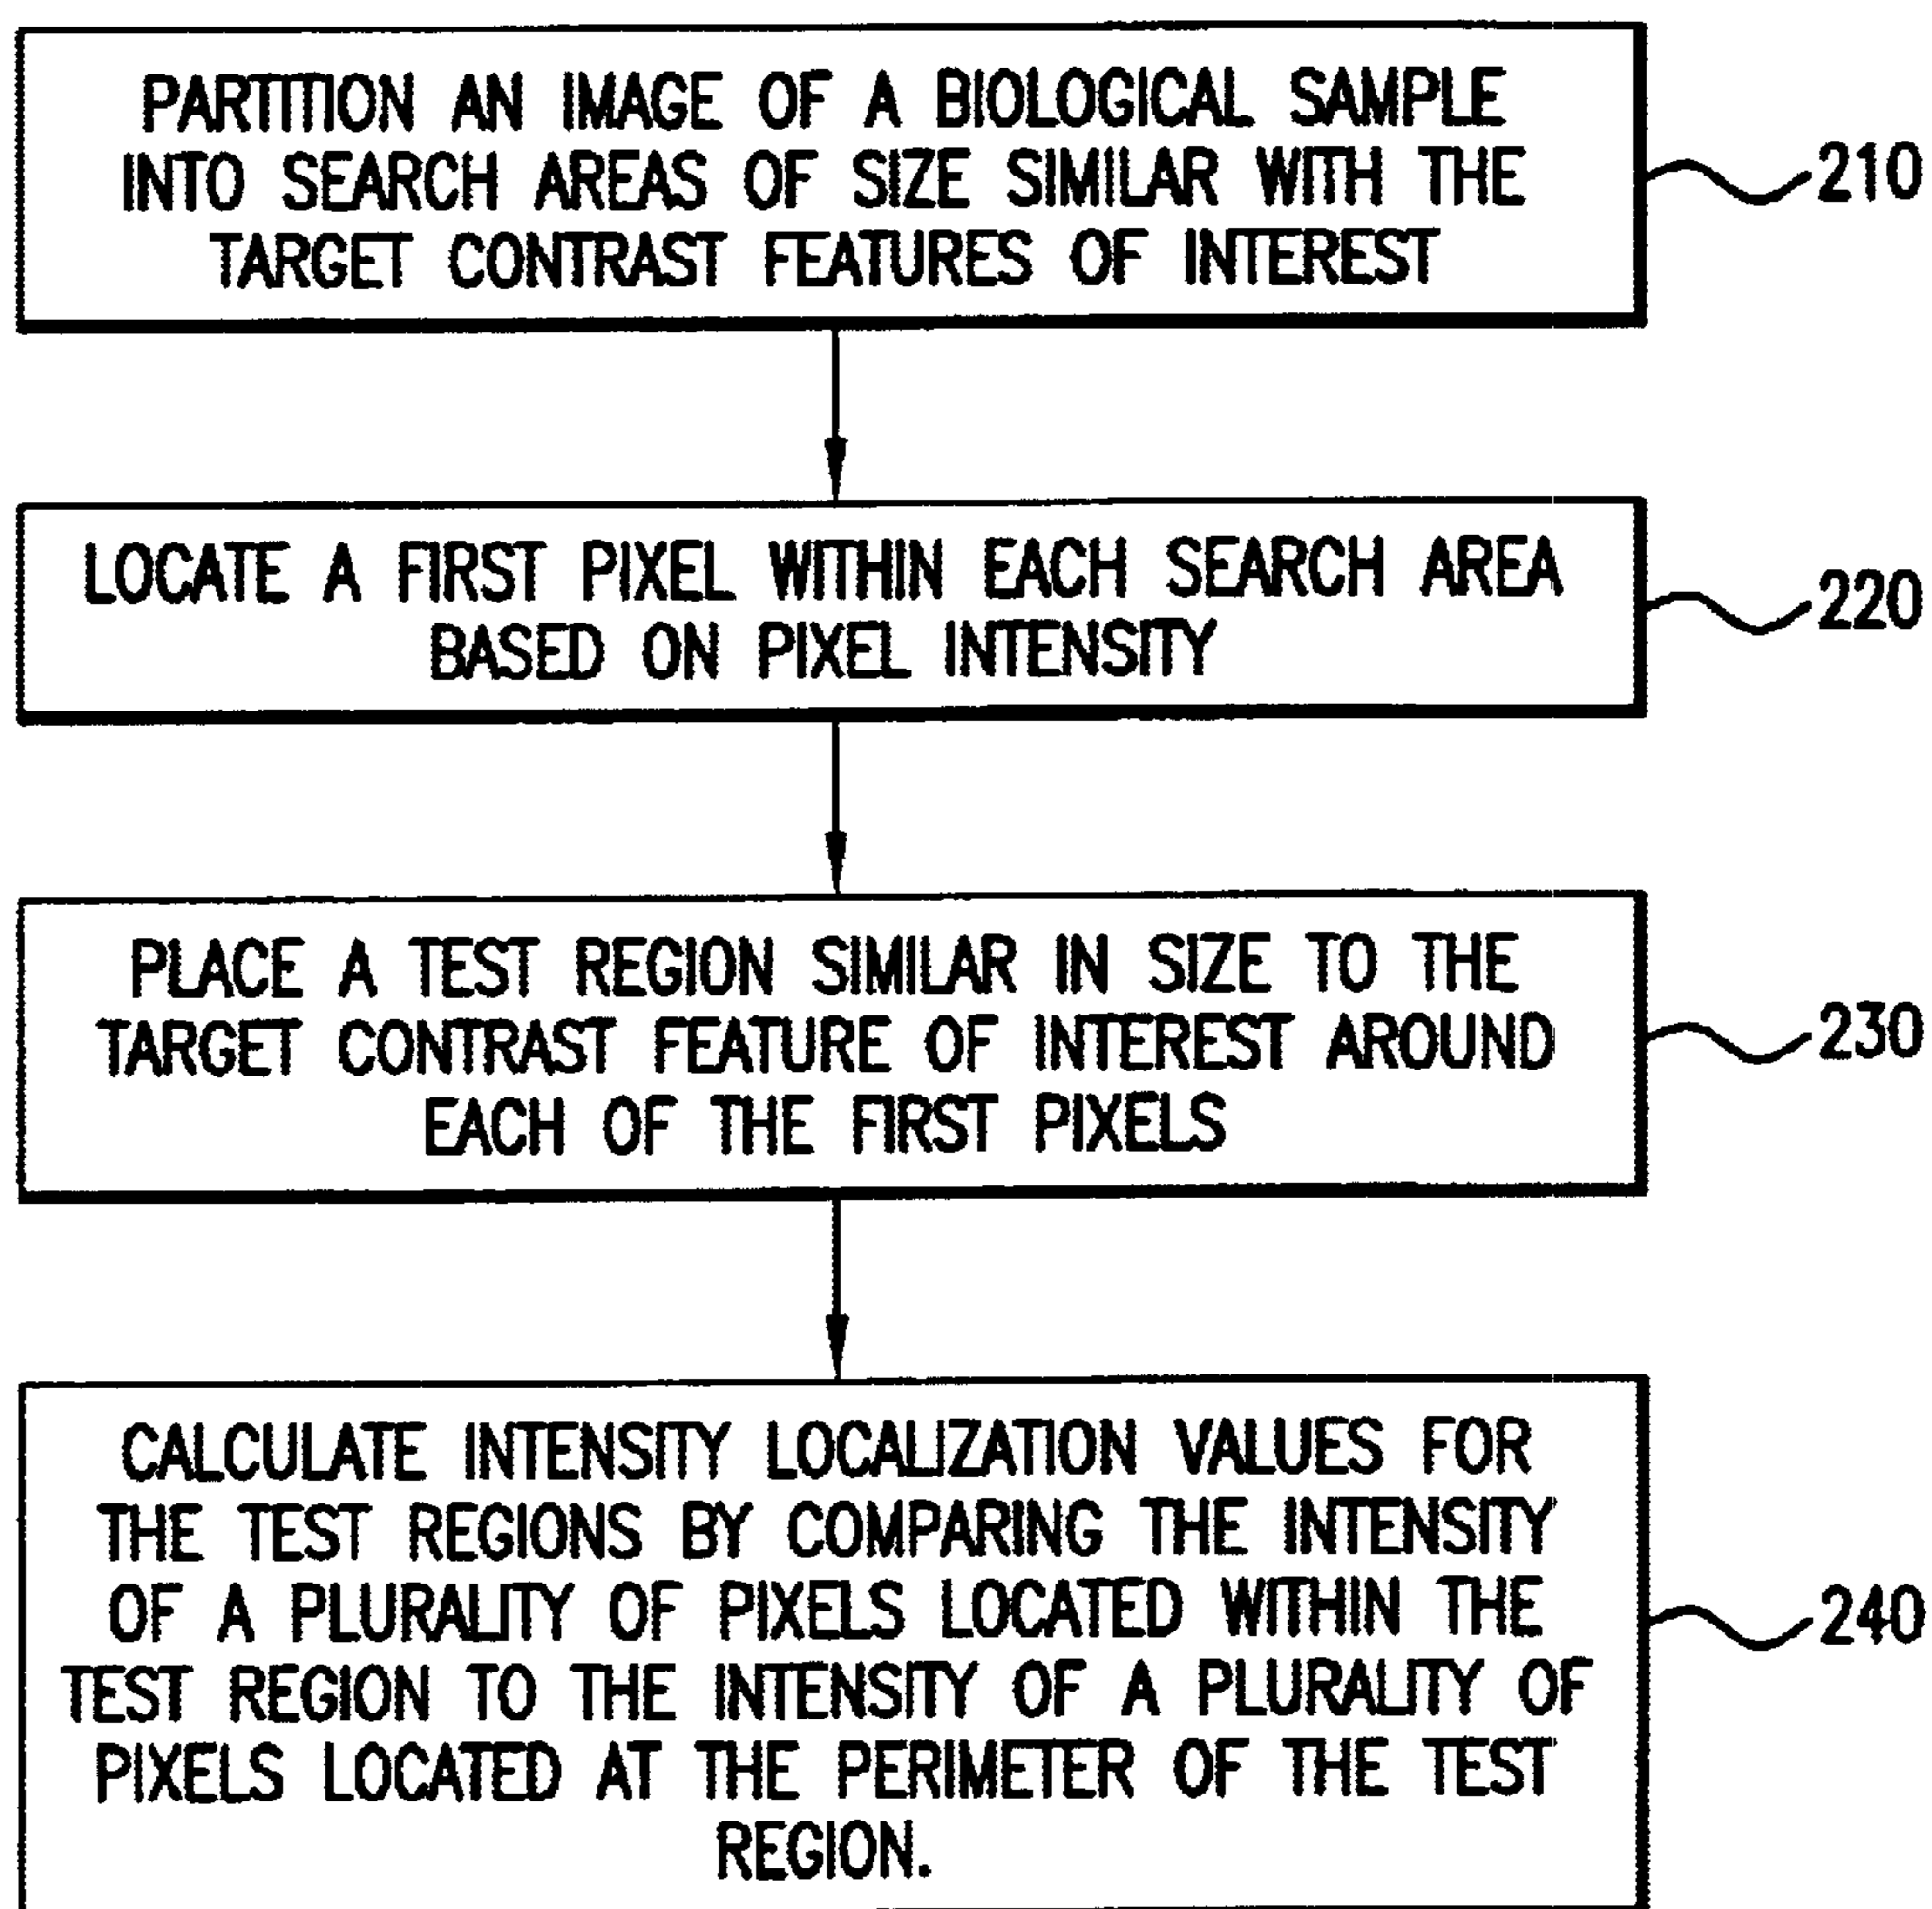 PARTITION AN IMAGE OF A BIOLOGICAL SAMPLE
INTO SEARCH AREAS OF SIZE SIMILAR WITH THE
TARGET CONTRAST FEATURES OF INTEREST
210
LOCATE A FIRST PIXEL WITHIN EACH SEARCH AREA
BASED ON PIXEL INTENSITY
220
PLACE A TEST REGION SIMILAR IN SIZE TO THE
TARGET CONTRAST FEATURE OF INTEREST AROUND
EACH OF THE FIRST PIXELS
230
CALCULATE INTENSITY LOCALIZATION VALUES FOR
THE TEST REGIONS BY COMPARING THE INTENSITY
OF A PLURALITY OF PIXELS LOCATED WITHIN THE
TEST REGION TO THE INTENSITY OF A PLURALITY OF
PIXELS LOCATED AT THE PERIMETER OF THE TEST
REGION.
240